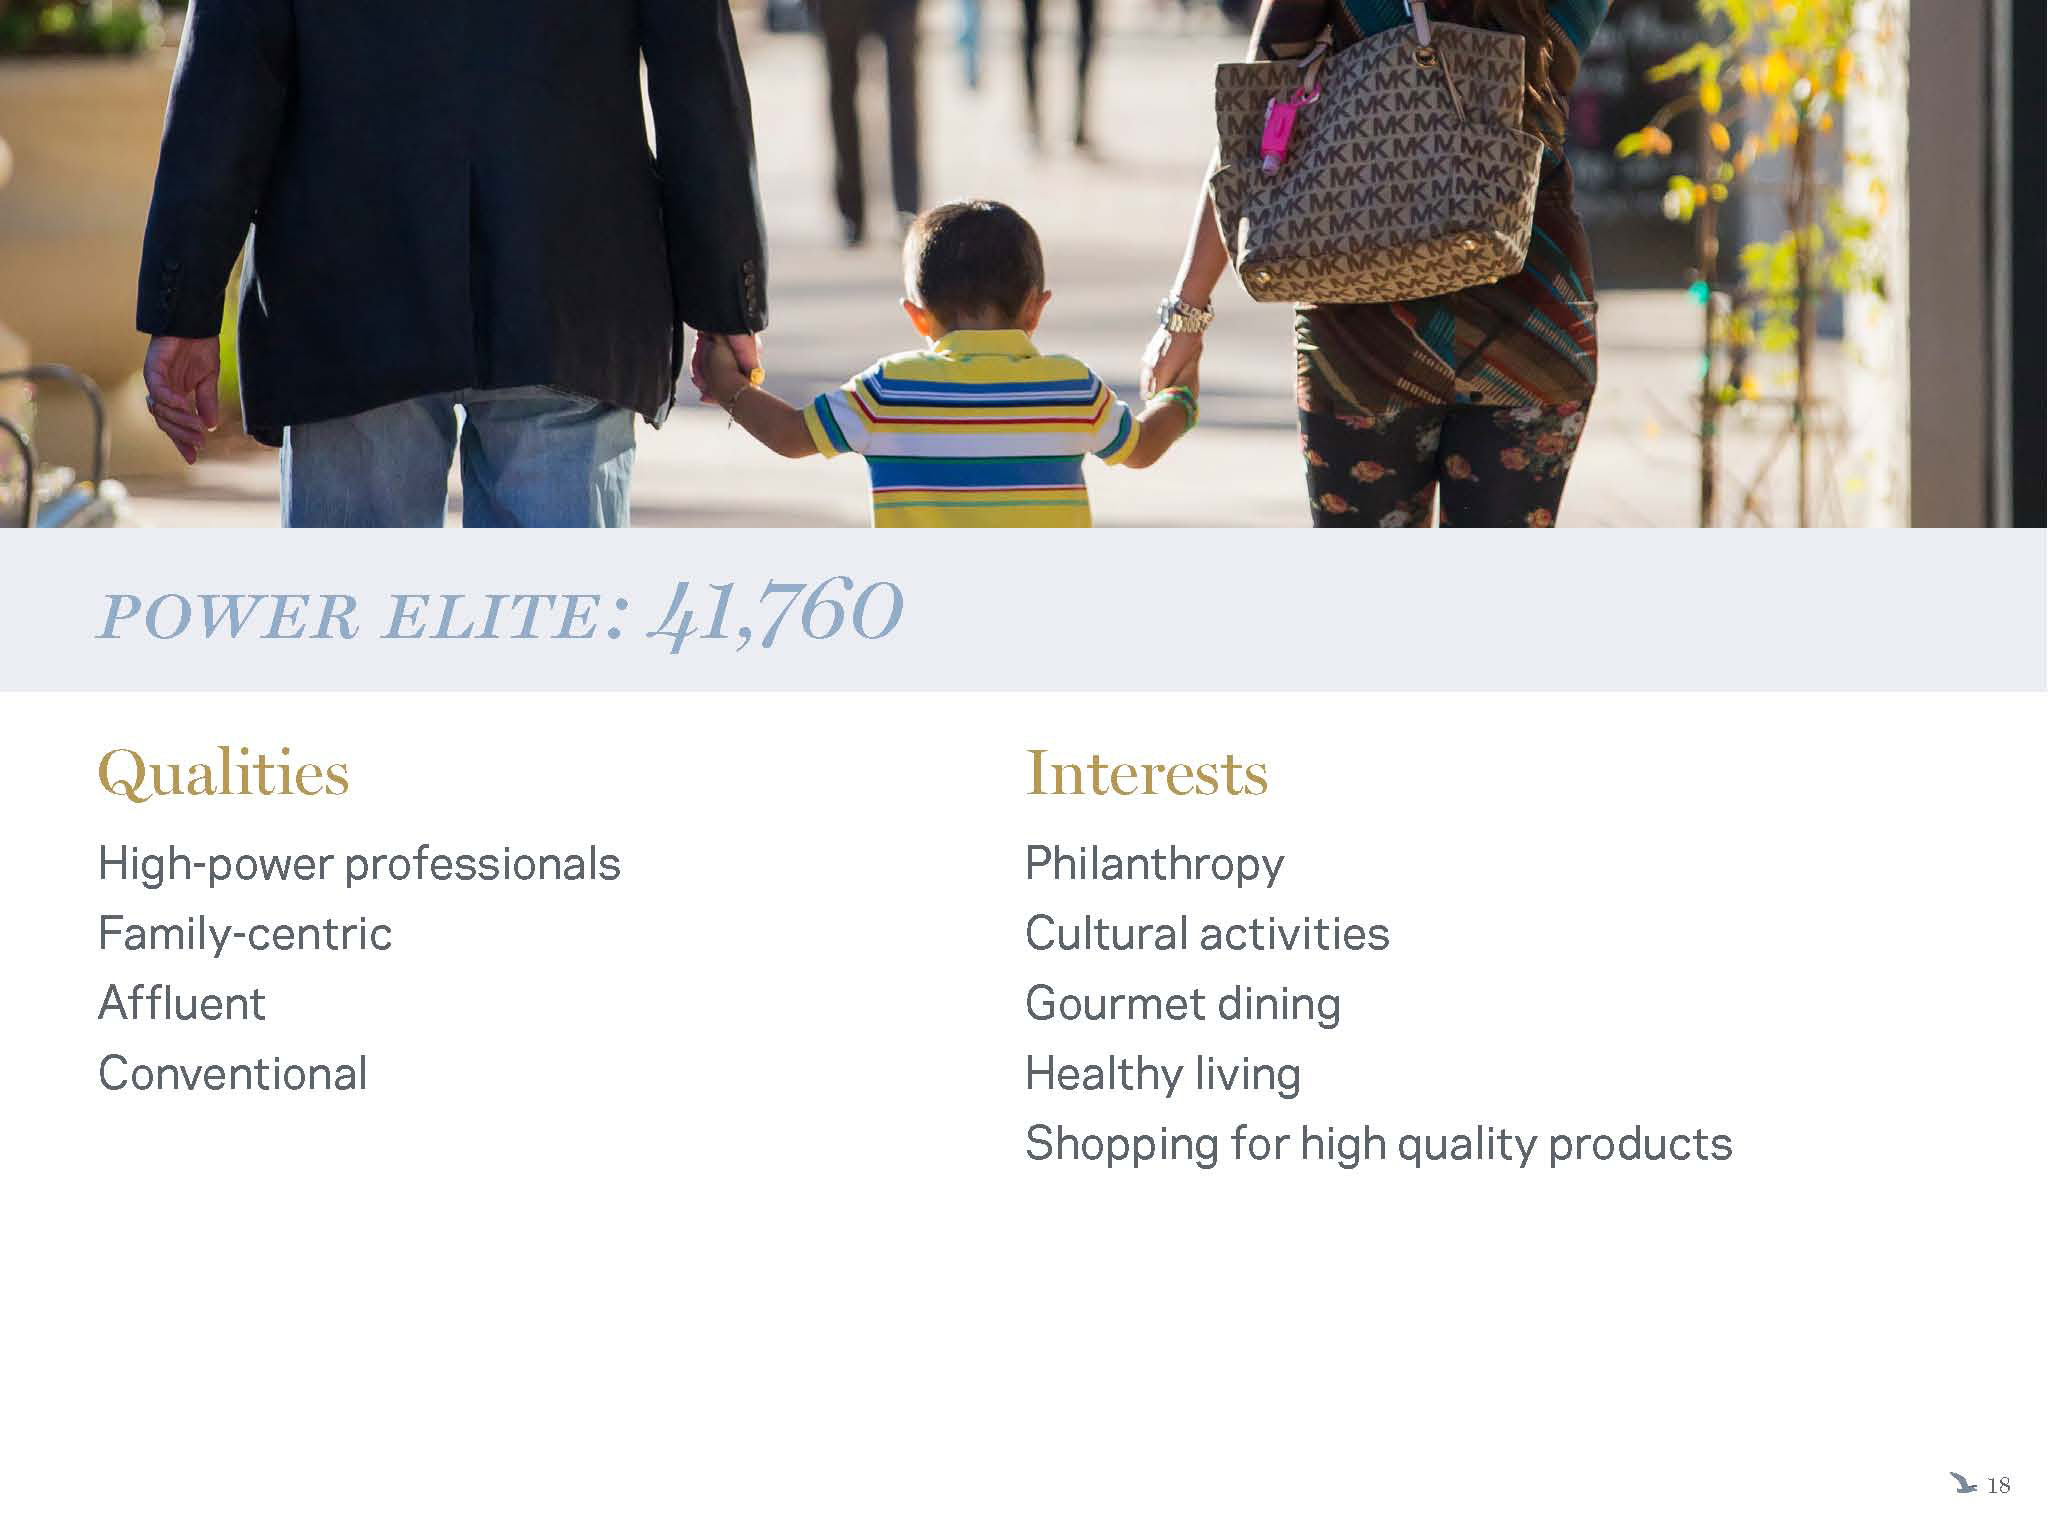 POWER ELITE: 41,760
Qualities
High-power professionals
Family-centric
Affluent
Conventional
Interests
Philanthropy
Cultural activities
Gourmet dining
Healthy living
Shopping for high quality products
18